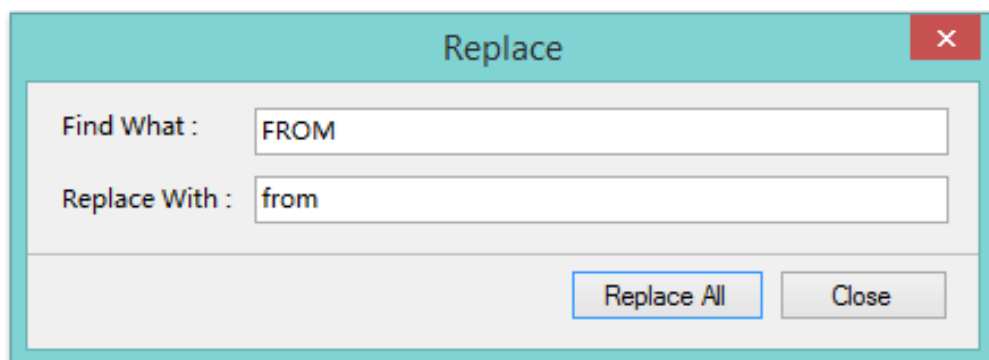 Replace
Find What : FROM
Replace With : from
Replace All Close